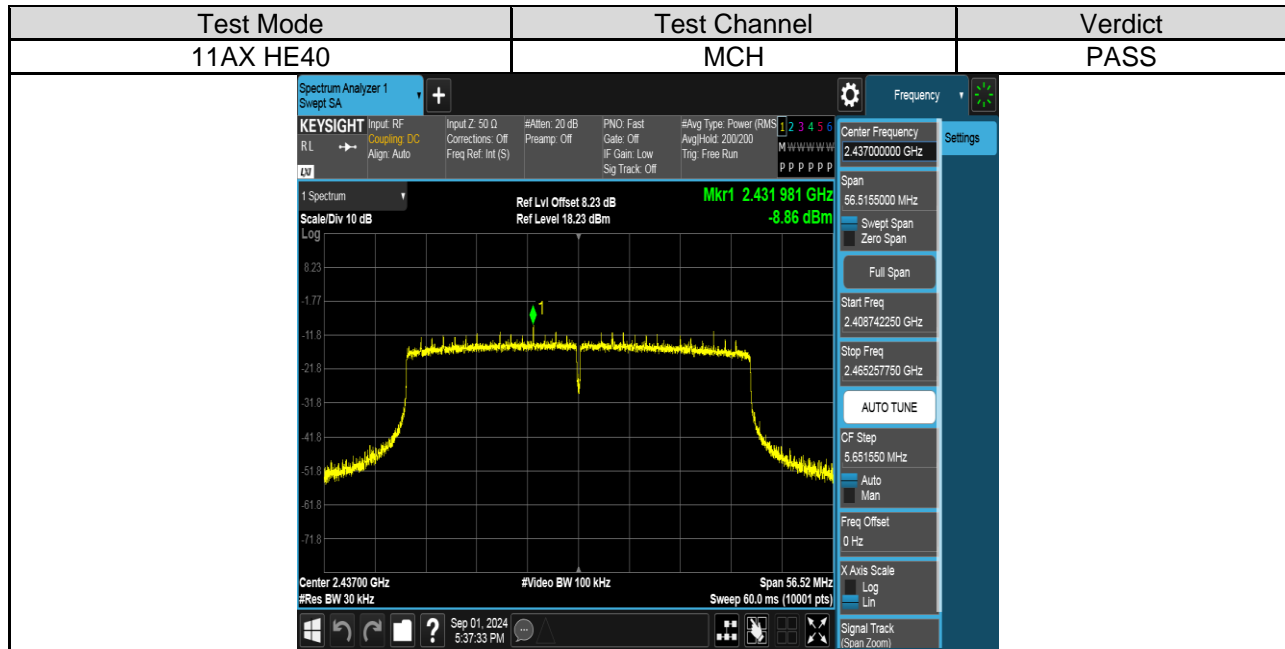 Test Mode Test Channel Verdict
11AX HE40 MCH PASS
Spectrum Analyzer 1
Swept SA
Frequency
KEYSIGHT Input: RF Input Z: 50 Ω #Atten: 20 dB PNO: Fast #Avg Type: Power (RMS 1 2 3 4 5 6
RL Coupling: DC Corrections: Off Preamp: Off Gate: Off Avg|Hold: 200/200 M W W W W W
Align: Auto Freq Ref: Int (S) IF Gain: Low Trig: Free Run
LXI Sig Track: Off P P P P P P
1 Spectrum
Ref Lvl Offset 8.23 dB Mkr1 2.431 981 GHz
Scale/Div 10 dB Ref Level 18.23 dBm -8.86 dBm
Log
8.23
-1.77
1
-11.8
-21.8
-31.8
-41.8
-51.8
-61.8
-71.8
Center 2.43700 GHz #Video BW 100 kHz Span 56.52 MHz
#Res BW 30 kHz Sweep 60.0 ms (10001 pts)
? Sep 01, 2024
5:37:33 PM
Center Frequency
2.437000000 GHz
Settings
Span
56.5155000 MHz
Swept Span
Zero Span
Full Span
Start Freq
2.408742250 GHz
Stop Freq
2.465257750 GHz
AUTO TUNE
CF Step
5.651550 MHz
Auto
Man
Freq Offset
0 Hz
X Axis Scale
Log
Lin
Signal Track
(Span Zoom)